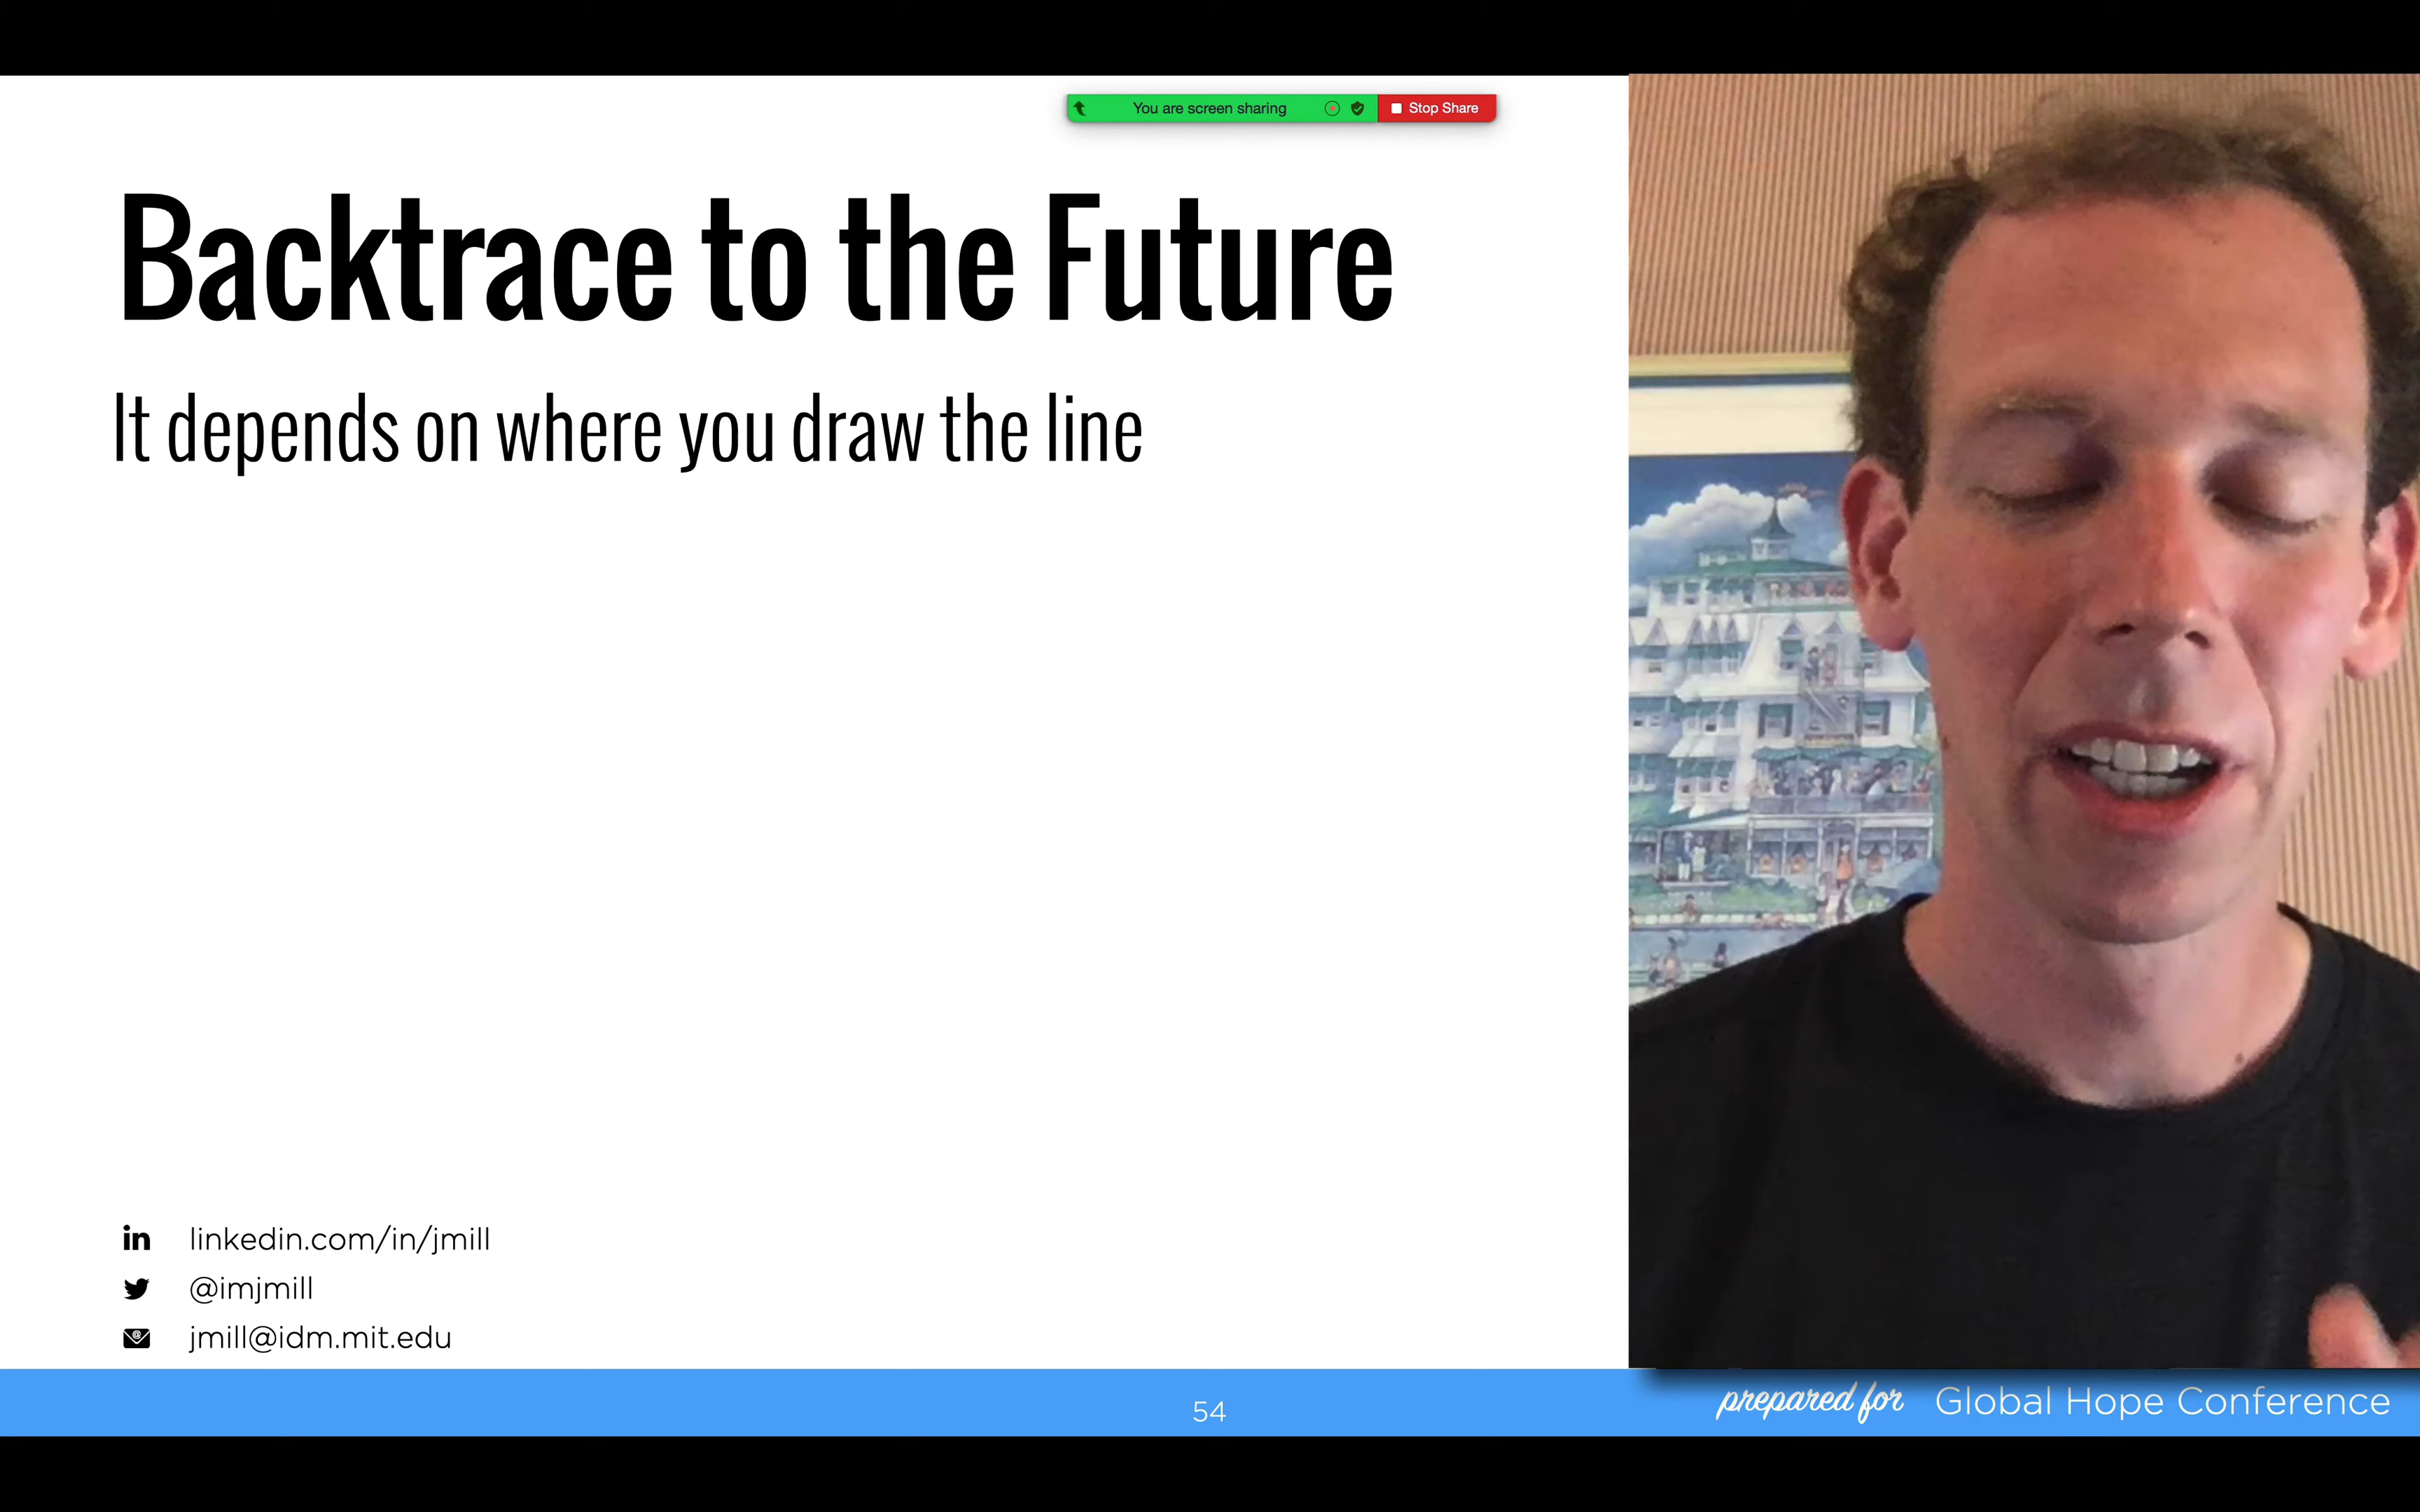 You are screen sharing Stop Share
Backtrace to the Future
It depends on where you draw the line
in linkedin.com/in/jmill
@imjmill
jmill@idm.mit.edu
54
prepared for Global Hope Conference